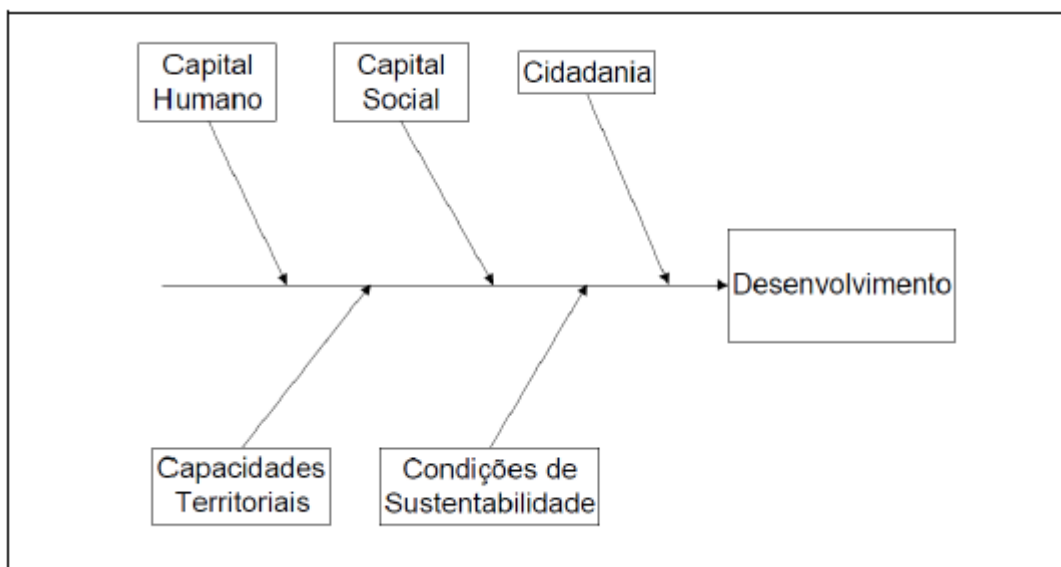 Capital
Humano
Capital
Social
Cidadania
Desenvolvimento
Capacidades
Territoriais
Condições de
Sustentabilidade